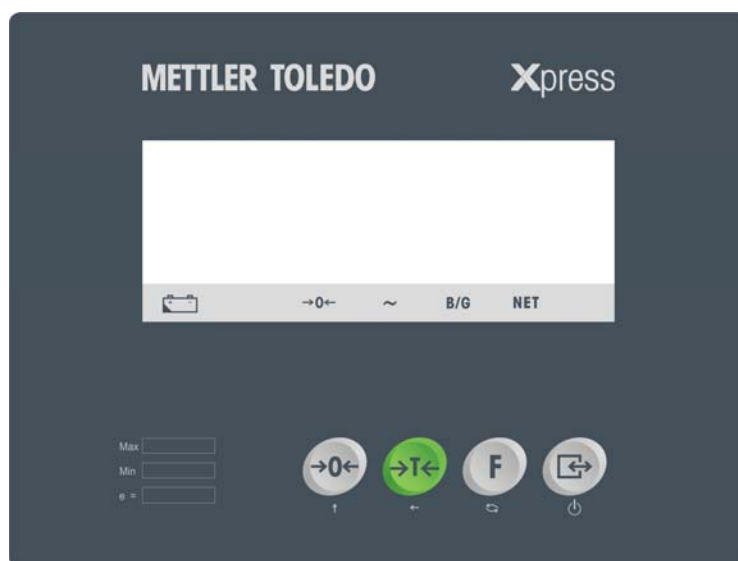 METTLER TOLEDO Xpress
→0← ~ B/G NET
Max
Min
e =
→0← →T← F